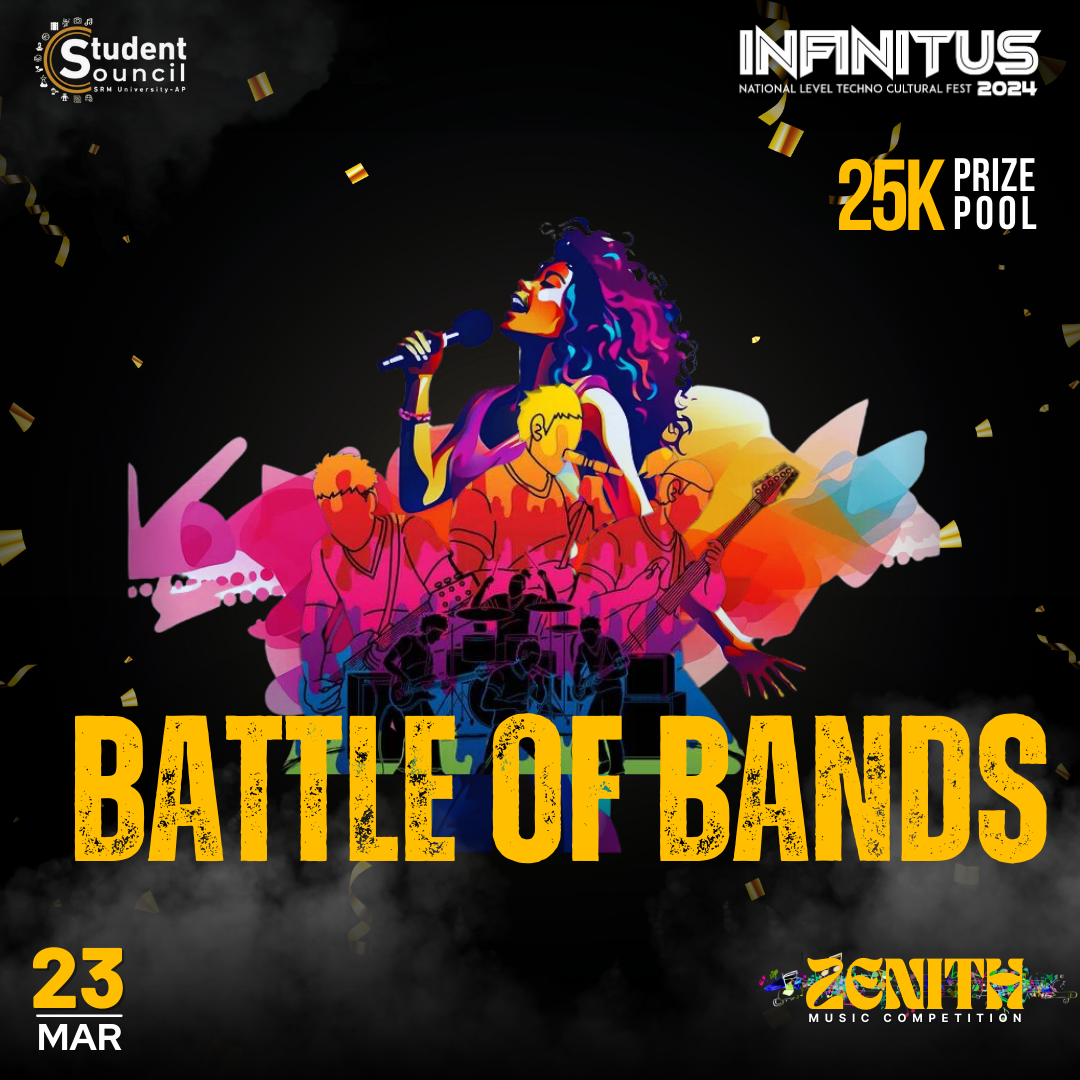 Student
Council
SRM University-AP
INFINITUS
NATIONAL LEVEL TECHNO CULTURAL FEST 2024
25K PRIZE
POOL
BATTLE OF BANDS
23
MAR
ZENITH
MUSIC COMPETITION